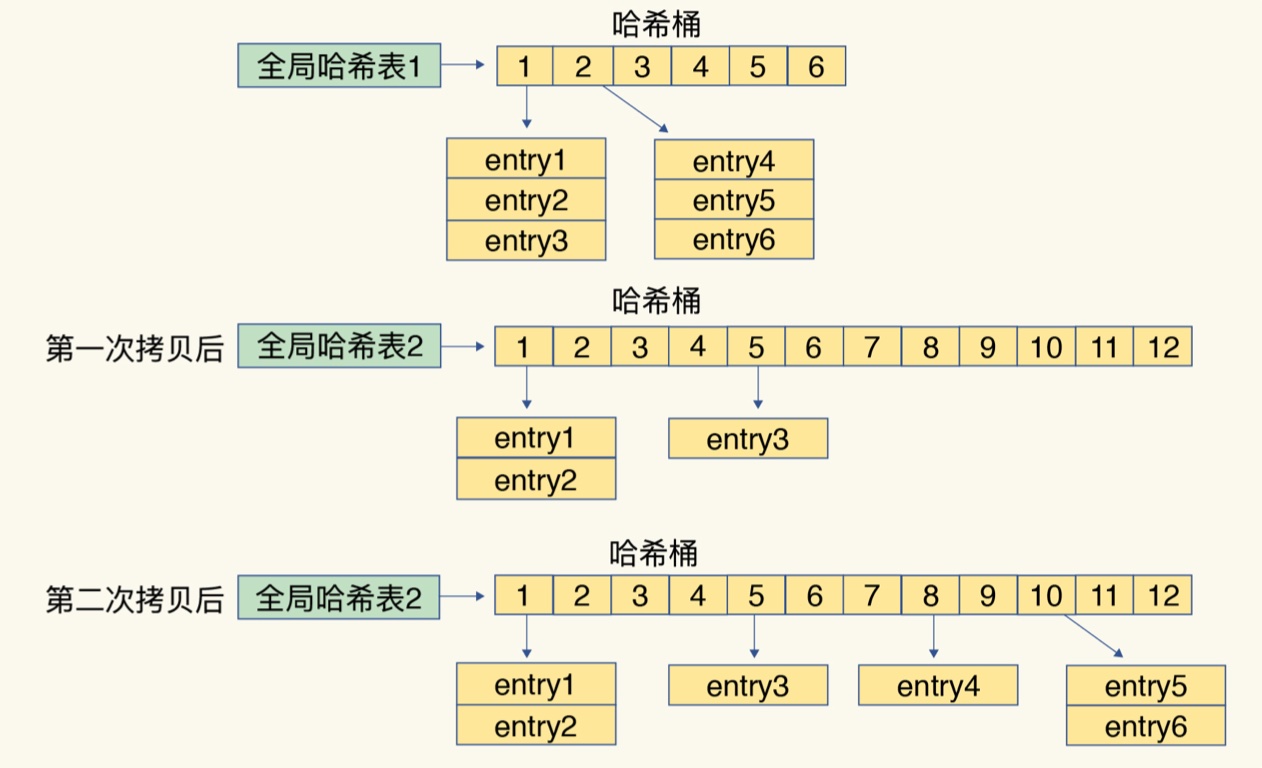 哈希桶
全局哈希表1 1 2 3 4 5 6
entry1 entry4
entry2 entry5
entry3 entry6
哈希桶
第一次拷贝后 全局哈希表2 1 2 3 4 5 6 7 8 9 10 11 12
entry1 entry3
entry2
哈希桶
第二次拷贝后 全局哈希表2 1 2 3 4 5 6 7 8 9 10 11 12
entry1 entry3 entry4 entry5
entry2 entry6